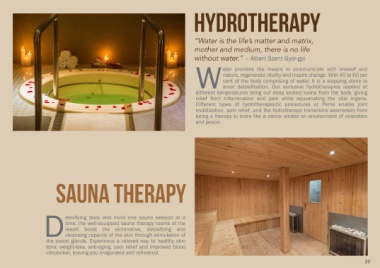 HYDROTHERAPY
"Water is the life's matter and matrix,
mother and medium, there is no life
without water." – Albert Szent Gyorgyi
Water provides the means to communicate with oneself and
nature, regenerate vitality and inspire change. With 40 to 60 per
cent of the body comprising of water, it is a stepping stone to
inner detoxification. Our exclusive hydrotherapies applied at
different temperatures bring out deep seated toxins from the body, giving
relief from inflammation and pain while rejuvenating the vital organs.
Different types of hydrotherapeutic procedures at Perna enable joint
mobilization, pain relief, and the hydrotherapy transitions seamlessly from
being a therapy to more like a dance amidst an environment of relaxation
and peace.
SAUNA THERAPY
Detoxifying body and mind one sauna session at a
time, the well-equipped sauna therapy rooms at the
resort boost the eliminative, detoxifying and
cleansing capacity of the skin through stimulation of
the sweat glands. Experience a relaxed way to healthy skin
tone, weight-loss, anti-aging, pain relief and improved blood
circulation, leaving you invigorated and refreshed.